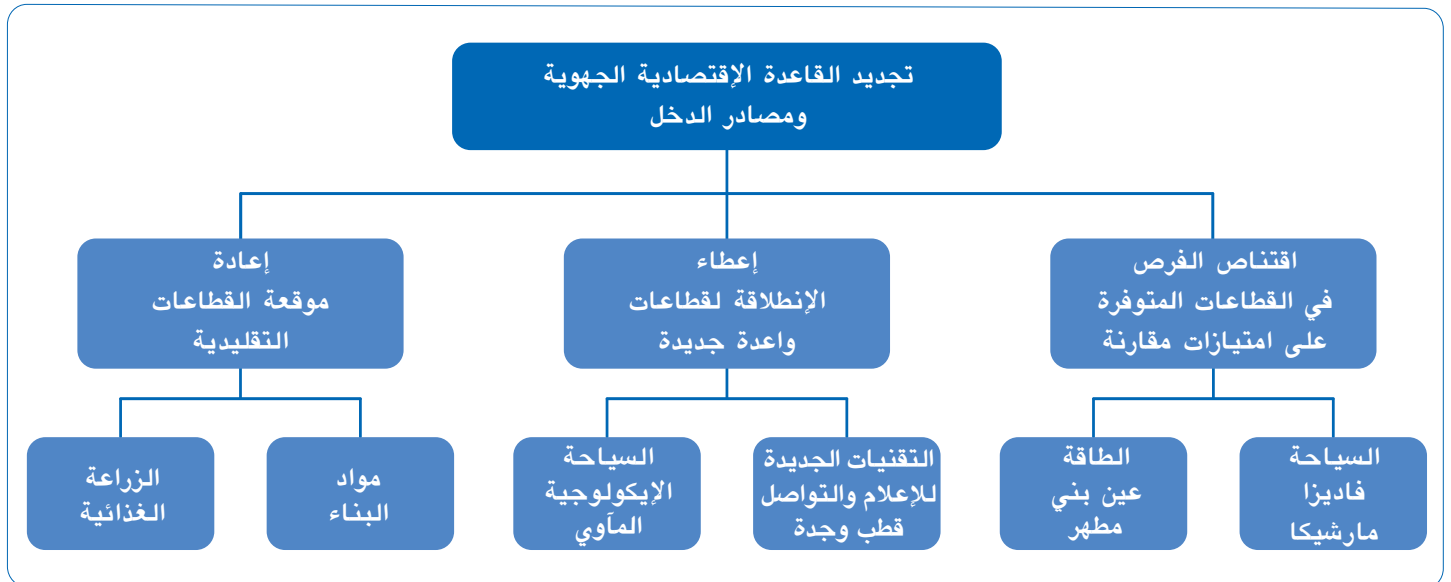 تجديد القاعدة الإقتصادية الجهوية
ومصادر الدخل
اقتناص الفرص
في القطاعات المتوفرة
على امتيازات مقارنة
إعطاء
الإنطلاقة لقطاعات
واعدة جديدة
إعادة
موقعة القطاعات
التقليدية
السياحة
فاديزا
مارشيكا
الطاقة
عين بني
مطهر
التقنيات الجديدة
للإعلام والتواصل
قطب وجدة
السياحة
الإيكولوجية
المآوي
مواد
البناء
الزراعة
الغذائية